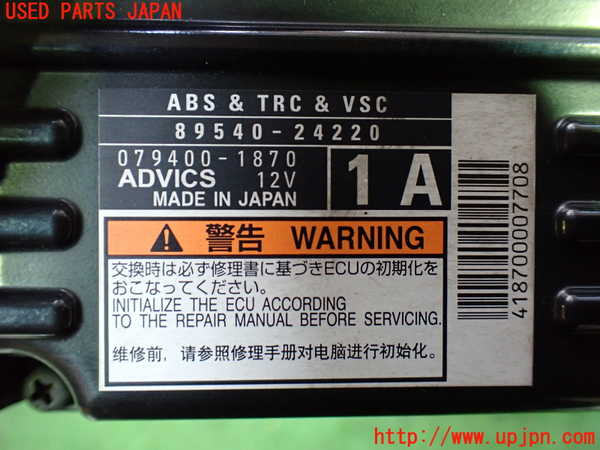 USED PARTS JAPAN
ABS & TRC & VSC
89540-24220
079400-1870
ADVICS 12V
MADE IN JAPAN
1 A
418700007708
警告 WARNING
交換時は必ず修理書に基づきECUの初期化を
おこなってください。
INITIALIZE THE ECU ACCORDING
TO THE REPAIR MANUAL BEFORE SERVICING.
维修前，请参照修理手册对电脑进行初始化。
http://www.upjpn.com/